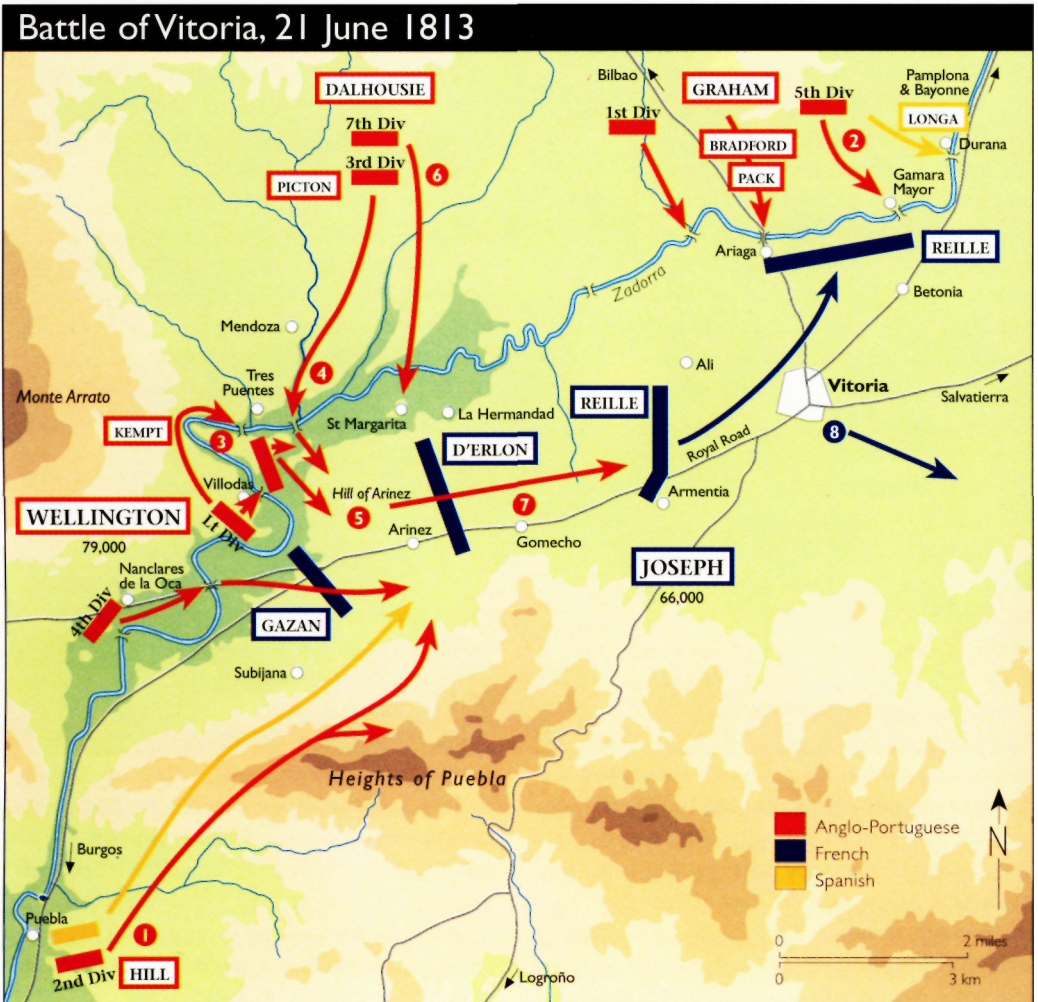 Battle of Vitoria, 21 June 1813
DALHOUSIE
7th Div
3rd Div
PICTON
6
Bilbao
1st Div
GRAHAM
BRADFORD
PACK
5th Div
2
Pamplona
& Bayonne
LONGA
Durana
Gamara
Mayor
Ariaga
REILLE
Zadorra
Betonia
Mendoza
4
Tres
Puentes
Monte Arrato
KEMPT
3
St Margarita
La Hermandad
Ali
REILLE
Vitoria
Salvatierra
8
Royal Road
D'ERLON
Villodas
Hill of Arinez
5
7
Armentia
WELLINGTON
79,000
Lt Div
Arinez
Gomecho
Nanclares
de la Oca
4th Div
GAZAN
JOSEPH
66,000
Subijana
Heights of Puebla
Burgos
Puebla
1
2nd Div
HILL
Logroño
Anglo-Portuguese
French
Spanish
N
0
2 miles
0
3 km